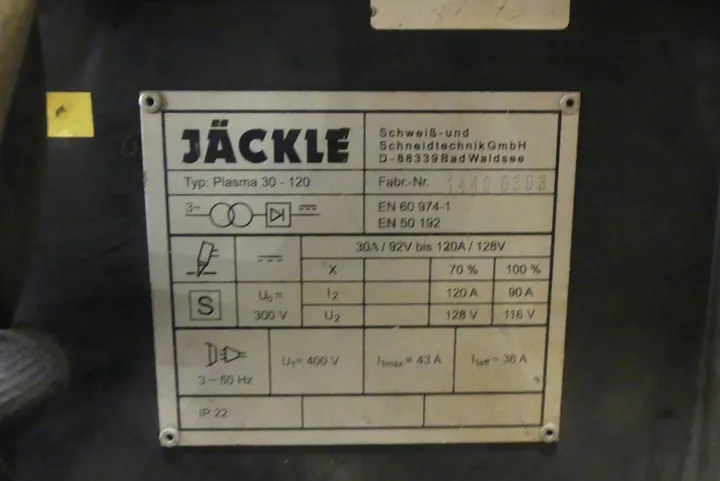 JÄCKLE
Schweiß-und
Schneidtechnik GmbH
D-88339 Bad Waldsee
Typ: Plasma 30 - 120
Fabr.-Nr.
3~
EN 60 974-1
EN 50 192
30A / 92V bis 120A / 128V
X 70 % 100 %
S
U₀=
300 V
I₂ 120 A 90 A
U₂ 128 V 116 V
3 ~ 50 Hz
U₁= 400 V
I₁max = 43 A
I₁eff = 36 A
IP 22